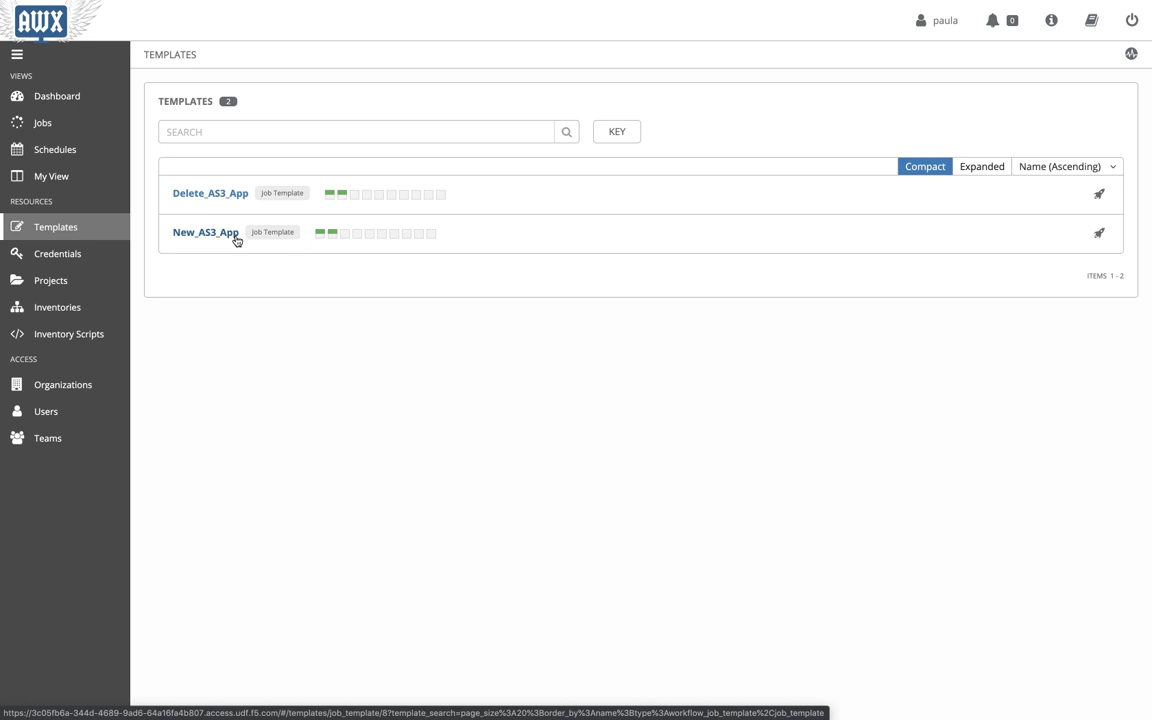 AWX
paula
0
VIEWS
Dashboard
Jobs
Schedules
My View
RESOURCES
Templates
Credentials
Projects
Inventories
Inventory Scripts
ACCESS
Organizations
Users
Teams
TEMPLATES
TEMPLATES 2
SEARCH
KEY
Compact Expanded Name (Ascending)
Delete_AS3_App Job Template
New_AS3_App Job Template
ITEMS 1 - 2
https://3c05fb6a-344d-4689-9ad6-64a16fa4b807.access.udf.f5.com/#/templates/job_template/8?template_search=page_size%3A20%3Border_by%3Aname%3Btype%3Aworkflow_job_template%2Cjob_template